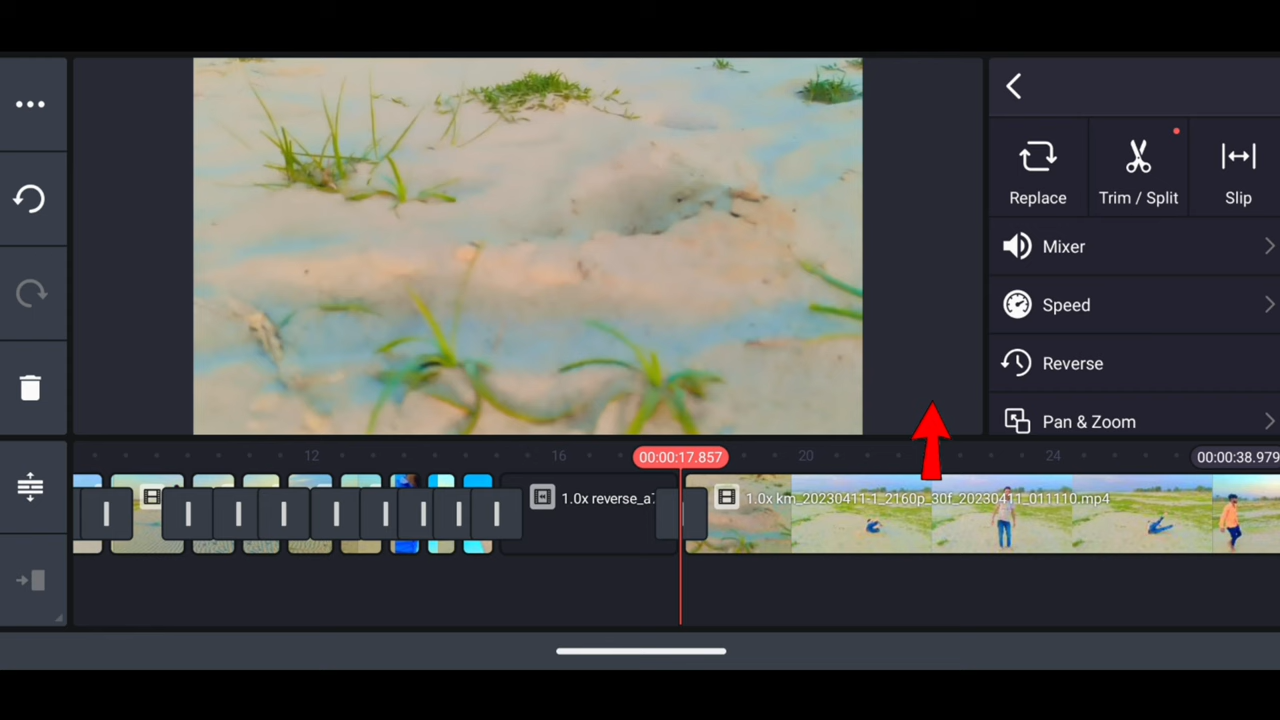 Replace
Trim / Split
Slip
Mixer
Speed
Reverse
Pan & Zoom
12
16
00:00:17.857
20
24
00:00:38.979
1.0x reverse_a
1.0x km_20230411-1_2160p_30f_20230411_011110.mp4